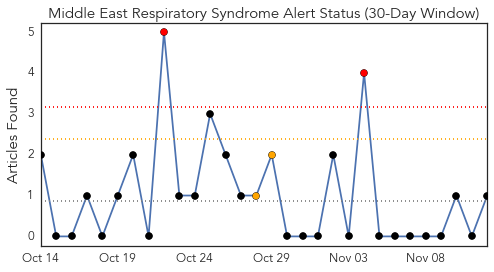 Middle East Respiratory Syndrome Alert Status (30-Day Window)
Articles Found
5
4
3
2
1
0
Oct 14 Oct 19 Oct 24 Oct 29 Nov 03 Nov 08